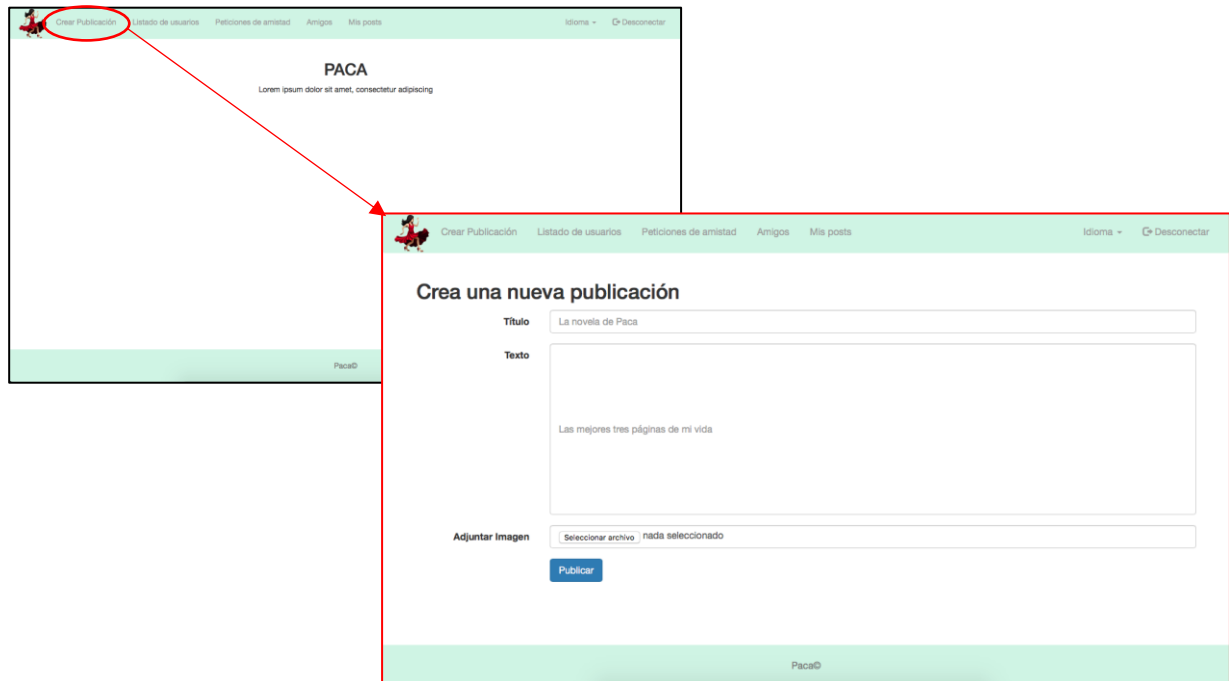 Crear Publicación Listado de usuarios Peticiones de amistad Amigos Mis posts Idioma Desconectar
PACA
Lorem ipsum dolor sit amet, consectetur adipiscing
Paca©
Crear Publicación Listado de usuarios Peticiones de amistad Amigos Mis posts Idioma Desconectar
Crea una nueva publicación
Título La novela de Paca
Texto
Las mejores tres páginas de mi vida
Adjuntar Imagen Seleccionar archivo nada seleccionado
Publicar
Paca©